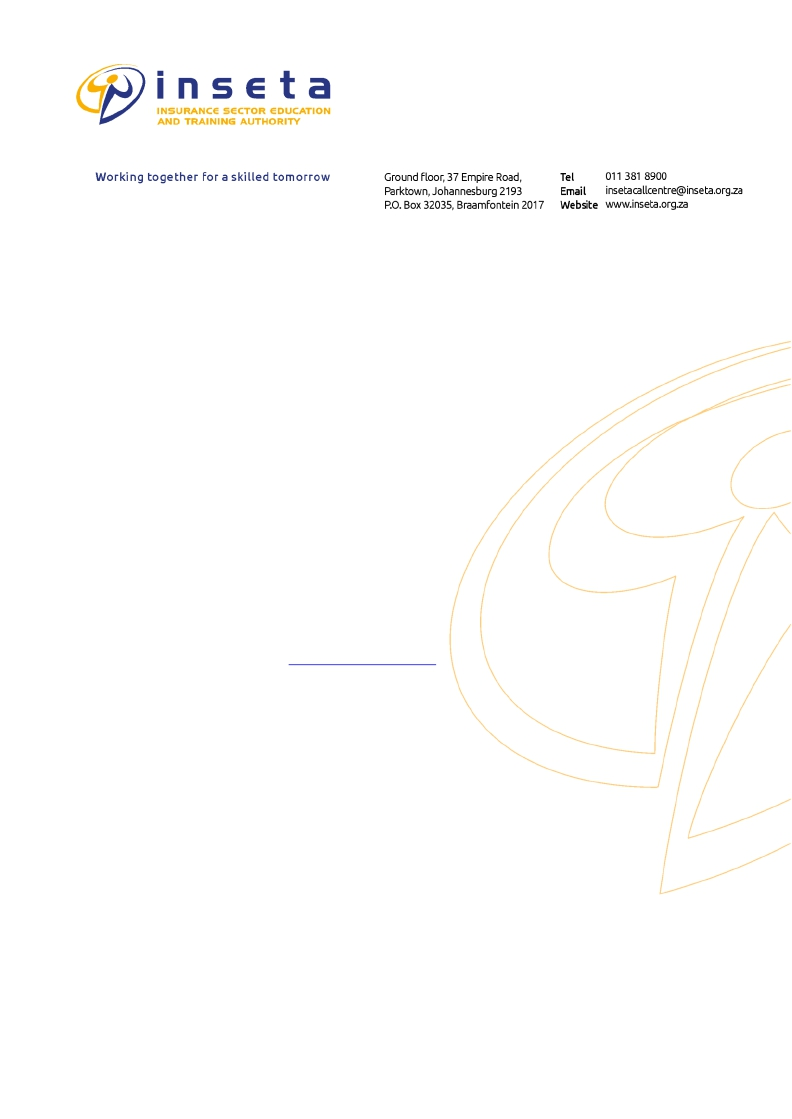 inseta
INSURANCE SECTOR EDUCATION
AND TRAINING AUTHORITY
Working together for a skilled tomorrow
Ground floor, 37 Empire Road,
Parktown, Johannesburg 2193
P.O. Box 32035, Braamfontein 2017
Tel 011 381 8900
Email insetacallcentre@inseta.org.za
Website www.inseta.org.za